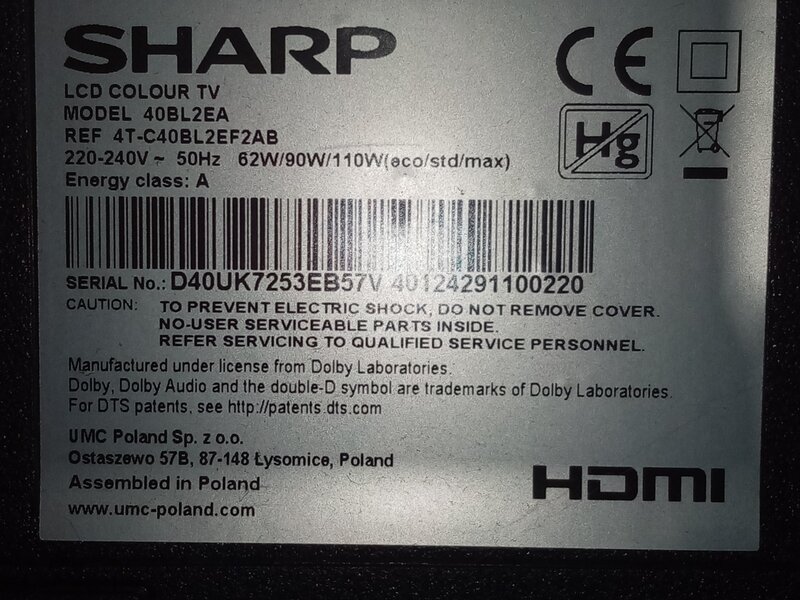 SHARP
CE
LCD COLOUR TV
MODEL 40BL2EA
REF 4T-C40BL2EF2AB
220-240V ~ 50Hz 62W/90W/110W(eco/std/max)
Hg
Energy class: A
SERIAL No.: D40UK7253EB57V 40124291100220
CAUTION: TO PREVENT ELECTRIC SHOCK, DO NOT REMOVE COVER.
NO-USER SERVICEABLE PARTS INSIDE.
REFER SERVICING TO QUALIFIED SERVICE PERSONNEL.
Manufactured under license from Dolby Laboratories.
Dolby, Dolby Audio and the double-D symbol are trademarks of Dolby Laboratories.
For DTS patents, see http://patents.dts.com
UMC Poland Sp. z o.o.
Ostaszewo 57B, 87-148 Łysomice, Poland
Assembled in Poland
www.umc-poland.com
HDMI